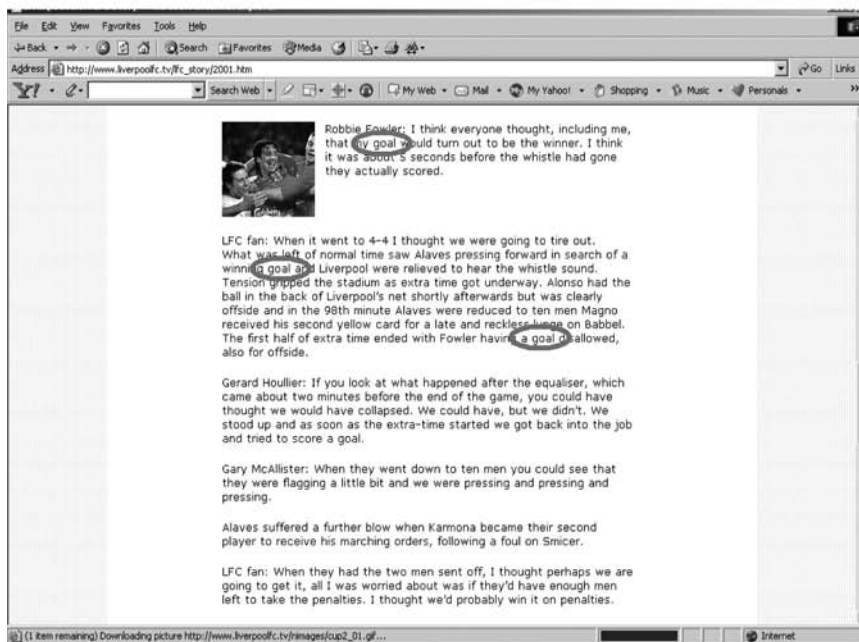 File Edit View Favorites Tools Help
Back Search Favorites Media
Address http://www.liverpoolfc.tv/lfc_story/2001.htm Go Links
Y! Search Web My Web Mail My Yahoo! Shopping Music Personals »
Robbie Fowler: I think everyone thought, including me,
that my goal would turn out to be the winner. I think
it was about 5 seconds before the whistle had gone
they actually scored.
LFC fan: When it went to 4-4 I thought we were going to tire out.
What was left of normal time saw Alaves pressing forward in search of a
winning goal and Liverpool were relieved to hear the whistle sound.
Tension gripped the stadium as extra time got underway. Alonso had the
ball in the back of Liverpool's net shortly afterwards but was clearly
offside and in the 98th minute Alaves were reduced to ten men Magno
received his second yellow card for a late and reckless lunge on Babbel.
The first half of extra time ended with Fowler having a goal disallowed,
also for offside.
Gerard Houllier: If you look at what happened after the equaliser, which
came about two minutes before the end of the game, you could have
thought we would have collapsed. We could have, but we didn't. We
stood up and as soon as the extra-time started we got back into the job
and tried to score a goal.
Gary McAllister: When they went down to ten men you could see that
they were flagging a little bit and we were pressing and pressing and
pressing.
Alaves suffered a further blow when Karmona became their second
player to receive his marching orders, following a foul on Smicer.
LFC fan: When they had the two men sent off, I thought perhaps we are
going to get it, all I was worried about was if they'd have enough men
left to take the penalties. I thought we'd probably win it on penalties.
(1 item remaining) Downloading picture http://www.liverpoolfc.tv/nimages/cup2_01.gif... Internet